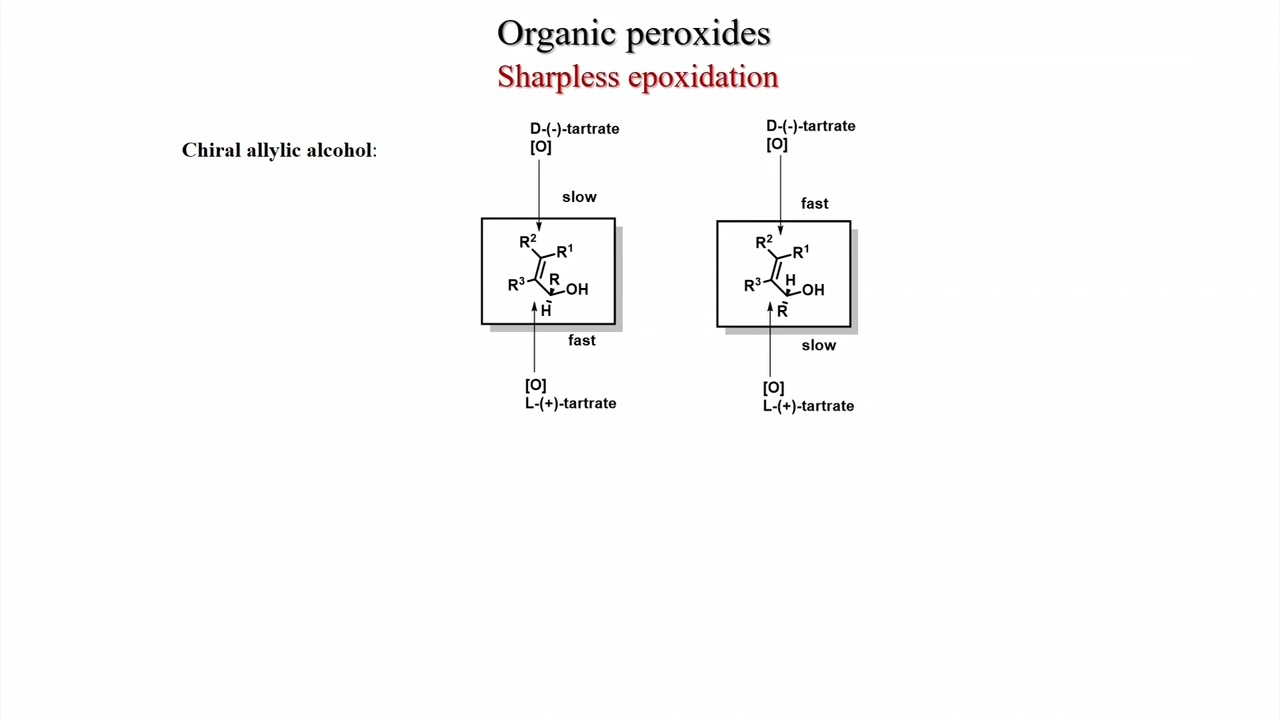 Organic peroxides
Sharpless epoxidation
Chiral allylic alcohol:
D-(-)-tartrate
[O]
slow
R²
R¹
R³
R
OH
H
fast
[O]
L-(+)-tartrate
D-(-)-tartrate
[O]
fast
R²
R¹
R³
H
OH
R
slow
[O]
L-(+)-tartrate